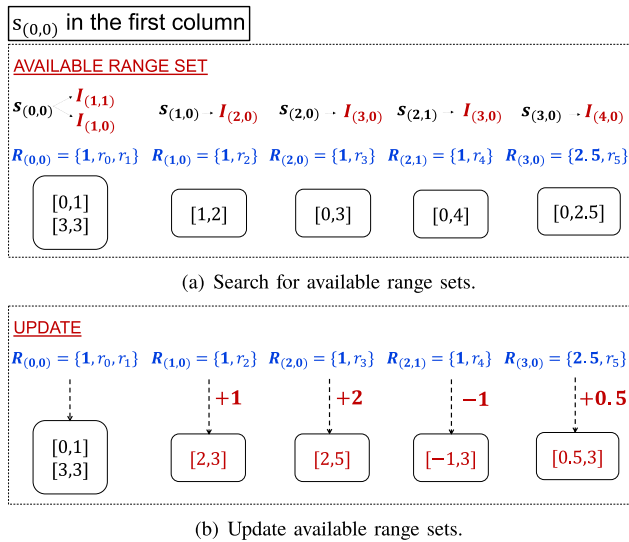 s(0,0) in the first column
AVAILABLE RANGE SET
s(0,0) I(1,1) I(1,0)
s(1,0) → I(2,0) s(2,0) → I(3,0) s(2,1) → I(3,0) s(3,0) → I(4,0)
R(0,0) = {1, r0, r1} R(1,0) = {1, r2} R(2,0) = {1, r3} R(2,1) = {1, r4} R(3,0) = {2.5, r5}
[0,1]
[3,3]
[1,2] [0,3] [0,4] [0,2.5]
(a) Search for available range sets.
UPDATE
R(0,0) = {1, r0, r1} R(1,0) = {1, r2} R(2,0) = {1, r3} R(2,1) = {1, r4} R(3,0) = {2.5, r5}
+1 +2 −1 +0.5
[0,1]
[3,3]
[2,3] [2,5] [−1,3] [0.5,3]
(b) Update available range sets.